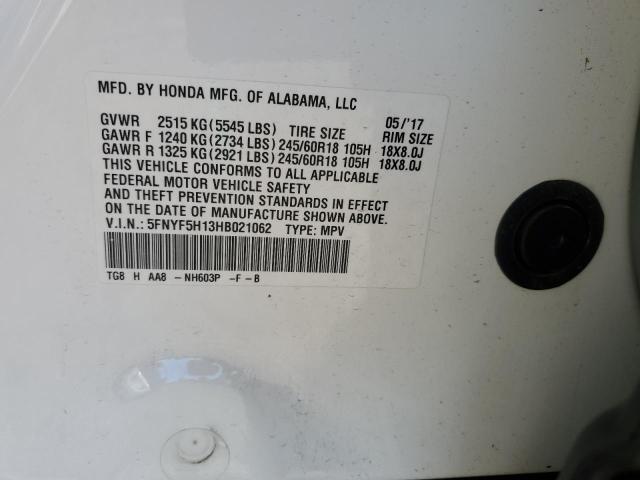 MFD. BY HONDA MFG. OF ALABAMA, LLC
GVWR 2515 KG (5545 LBS) TIRE SIZE 05/'17 RIM SIZE
GAWR F 1240 KG (2734 LBS) 245/60R18 105H 18X8.0J
GAWR R 1325 KG (2921 LBS) 245/60R18 105H 18X8.0J
THIS VEHICLE CONFORMS TO ALL APPLICABLE
FEDERAL MOTOR VEHICLE SAFETY
AND THEFT PREVENTION STANDARDS IN EFFECT
ON THE DATE OF MANUFACTURE SHOWN ABOVE.
V.I.N.: 5FNYF5H13HB021062 TYPE: MPV
TG8 H AA8 - NH603P -F - B